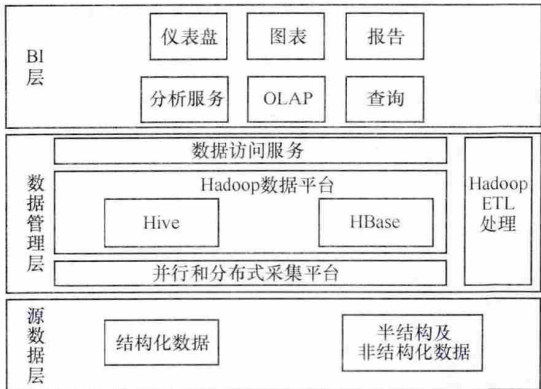 BI
层
仪表盘
图表
报告
分析服务
OLAP
查询
数据管理层
数据访问服务
Hadoop数据平台
Hive
HBase
并行和分布式采集平台
Hadoop
ETL
处理
源数据层
结构化数据
半结构及
非结构化数据